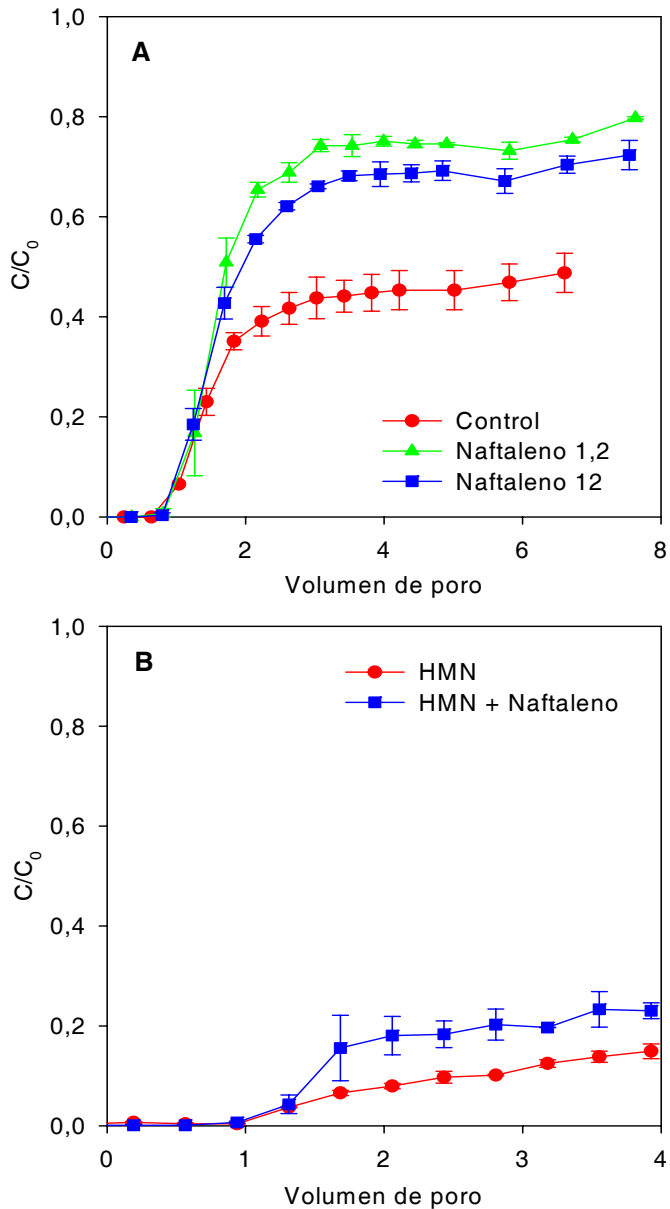 A
1,0
0,8
0,6
0,4
0,2
0,0
C/C0
Control
Naftaleno 1,2
Naftaleno 12
0 2 4 6 8
Volumen de poro
B
1,0
0,8
0,6
0,4
0,2
0,0
C/C0
HMN
HMN + Naftaleno
0 1 2 3 4
Volumen de poro